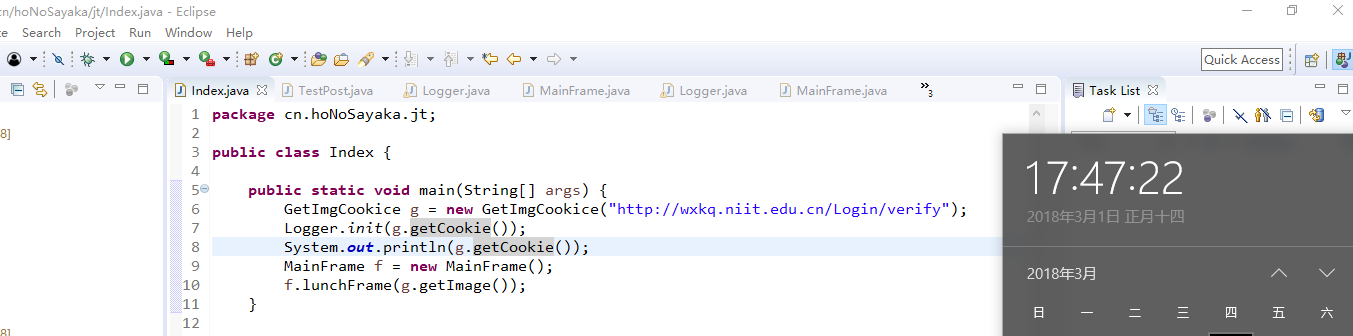 cn/hoNoSayaka/jt/Index.java - Eclipse
te Search Project Run Window Help
Quick Access
Index.java TestPost.java Logger.java MainFrame.java Logger.java MainFrame.java »3 Task List
1 package cn.hoNoSayaka.jt;
2
8] 3 public class Index {
4
5 public static void main(String[] args) {
6 GetImgCookice g = new GetImgCookice("http://wxkq.niit.edu.cn/Login/verify");
7 Logger.init(g.getCookie());
8 System.out.println(g.getCookie());
9 MainFrame f = new MainFrame();
10 f.lunchFrame(g.getImage());
11 }
12
8]
17:47:22
2018年3月1日 正月十四
2018年3月
日 一 二 三 四 五 六